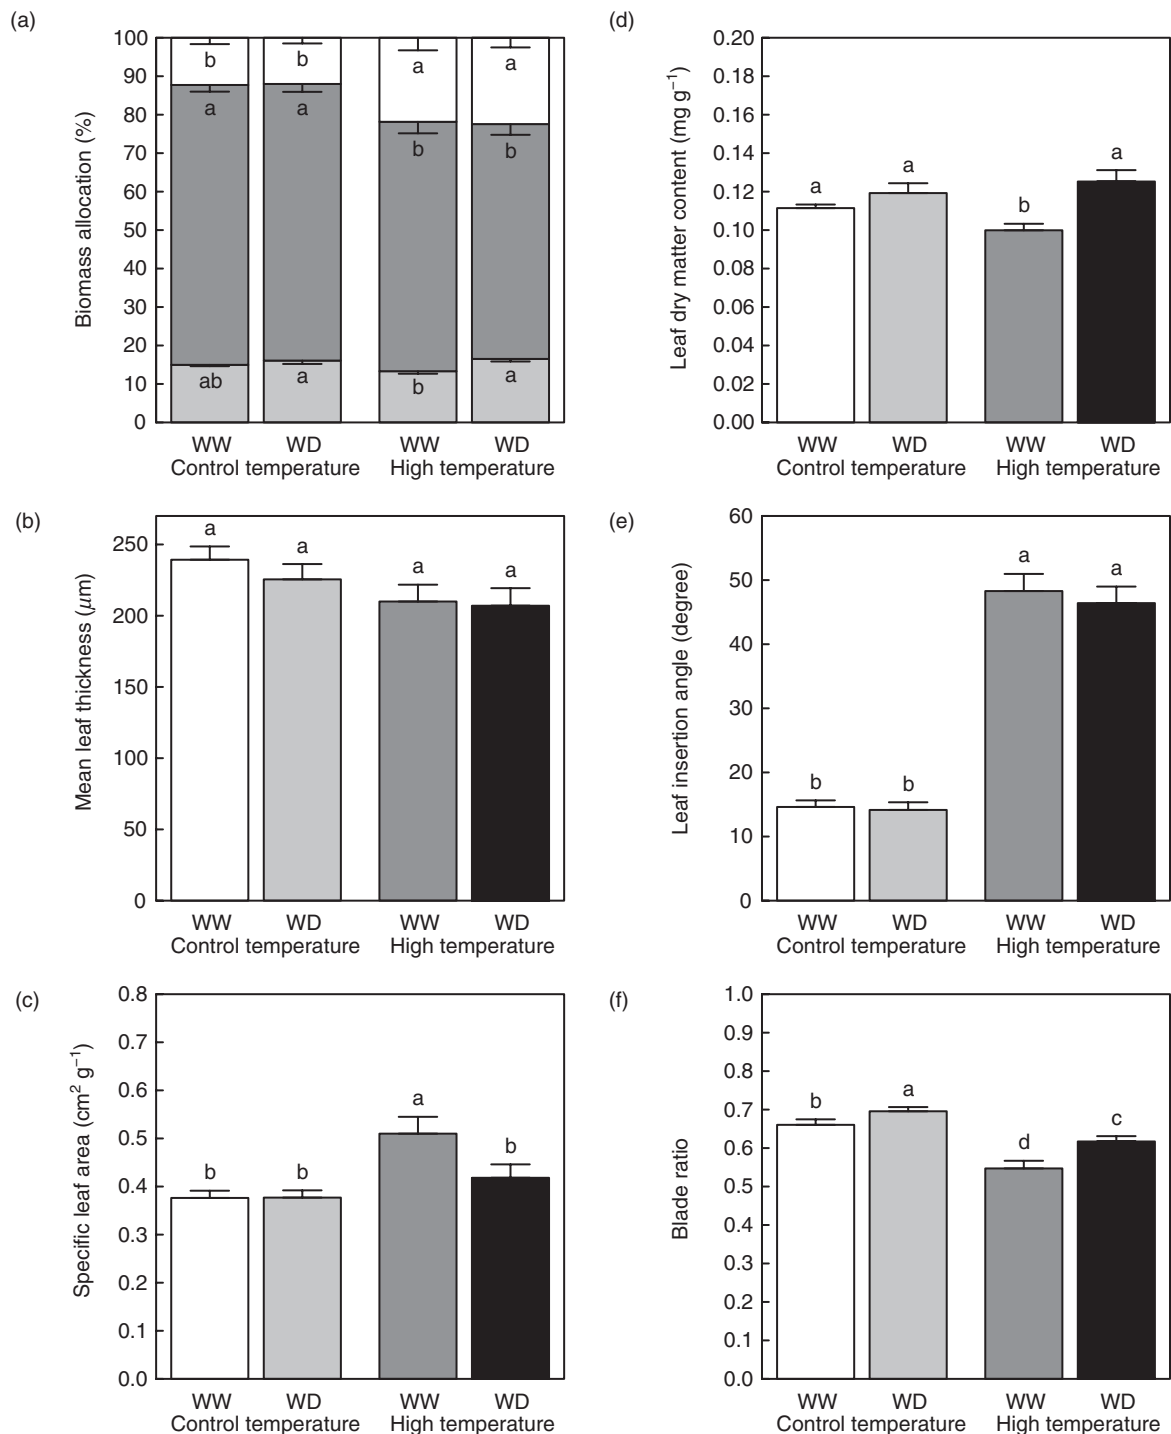 (a)
Biomass allocation (%)
100
90
80
70
60
50
40
30
20
10
0
b b a a
a a b b
ab a b a
WW WD WW WD
Control temperature High temperature
(d)
Leaf dry matter content (mg g⁻¹)
0.20
0.18
0.16
0.14
0.12
0.10
0.08
0.06
0.04
0.02
0.00
a a b a
WW WD WW WD
Control temperature High temperature
(b)
Mean leaf thickness (µm)
250
200
150
100
50
0
a a a a
WW WD WW WD
Control temperature High temperature
(e)
Leaf insertion angle (degree)
60
50
40
30
20
10
0
b b a a
WW WD WW WD
Control temperature High temperature
(c)
Specific leaf area (cm² g⁻¹)
0.8
0.7
0.6
0.5
0.4
0.3
0.2
0.1
0.0
b b a b
WW WD WW WD
Control temperature High temperature
(f)
Blade ratio
1.0
0.9
0.8
0.7
0.6
0.5
0.4
0.3
0.2
0.1
0.0
b a d c
WW WD WW WD
Control temperature High temperature